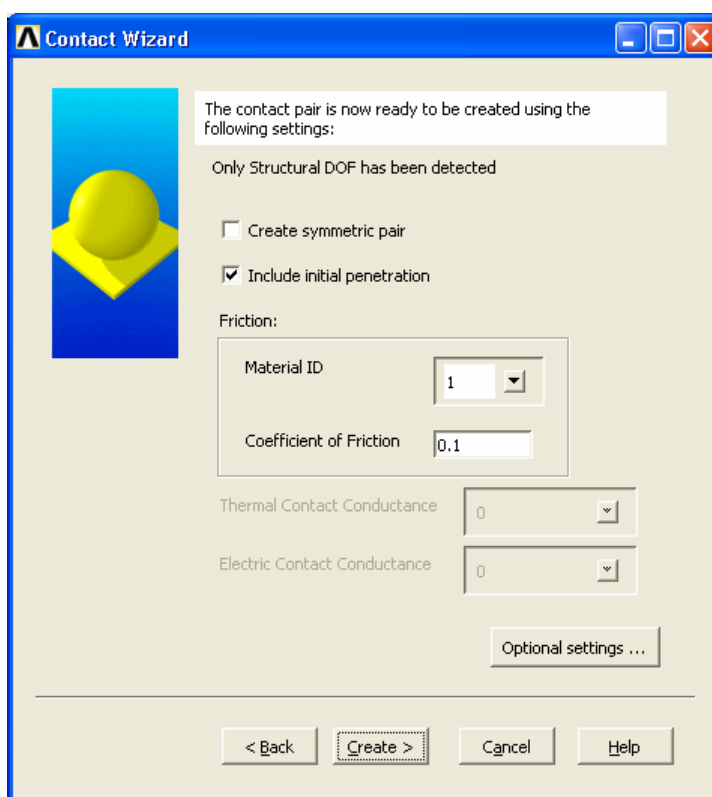 Contact Wizard
The contact pair is now ready to be created using the
following settings:
Only Structural DOF has been detected
Create symmetric pair
Include initial penetration
Friction:
Material ID
1
Coefficient of Friction
0.1
Thermal Contact Conductance
0
Electric Contact Conductance
0
Optional settings ...
< Back
Create >
Cancel
Help